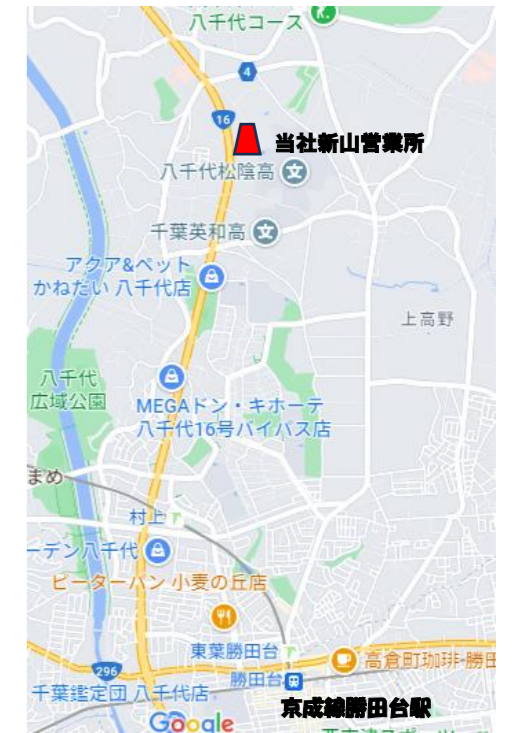 八千代コース
4
16
当社新山営業所
八千代松陰高
千葉英和高
アクア&ペット
かねだい 八千代店
上高野
八千代
広域公園
MEGAドン・キホーテ
八千代16号バイパス店
まめ
村上
ーデン八千代
ピーターパン 小麦の丘店
東葉勝田台
高倉町珈琲-勝田
296
勝田台
千葉鑑定団 八千代店
京成線勝田台駅
Google